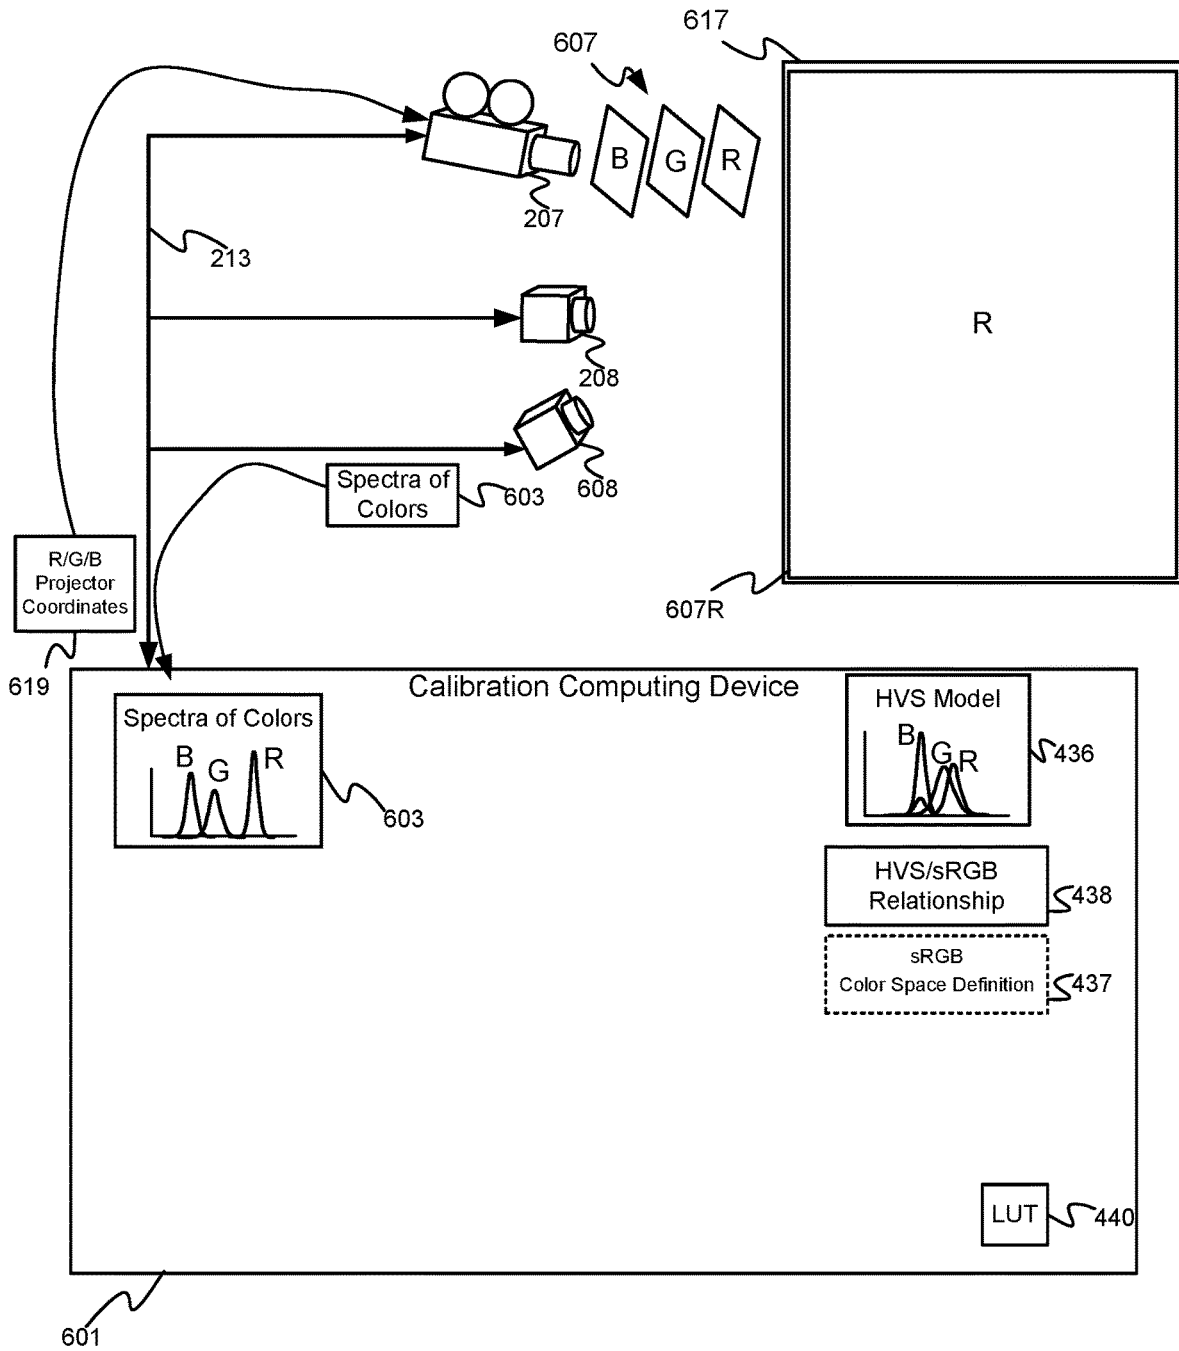 617
607
B
G
R
207
213
R
208
608
Spectra of
Colors
603
R/G/B
Projector
Coordinates
607R
619
Calibration Computing Device
Spectra of Colors
B
G
R
603
HVS Model
B
G
R
436
HVS/sRGB
Relationship
438
sRGB
Color Space Definition
437
LUT
440
601